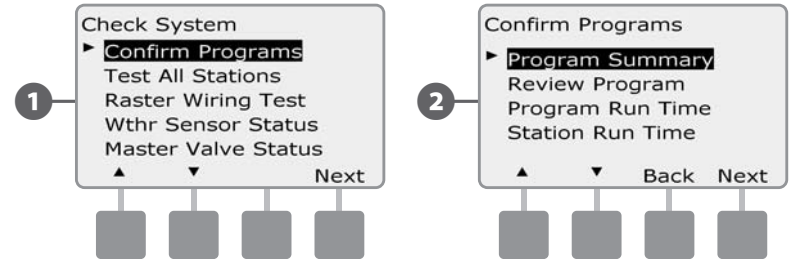 Check System
► Confirm Programs
Test All Stations
Raster Wiring Test
Wthr Sensor Status
Master Valve Status
▲ ▼ Next
1
Confirm Programs
► Program Summary
Review Program
Program Run Time
Station Run Time
▲ ▼ Back Next
2